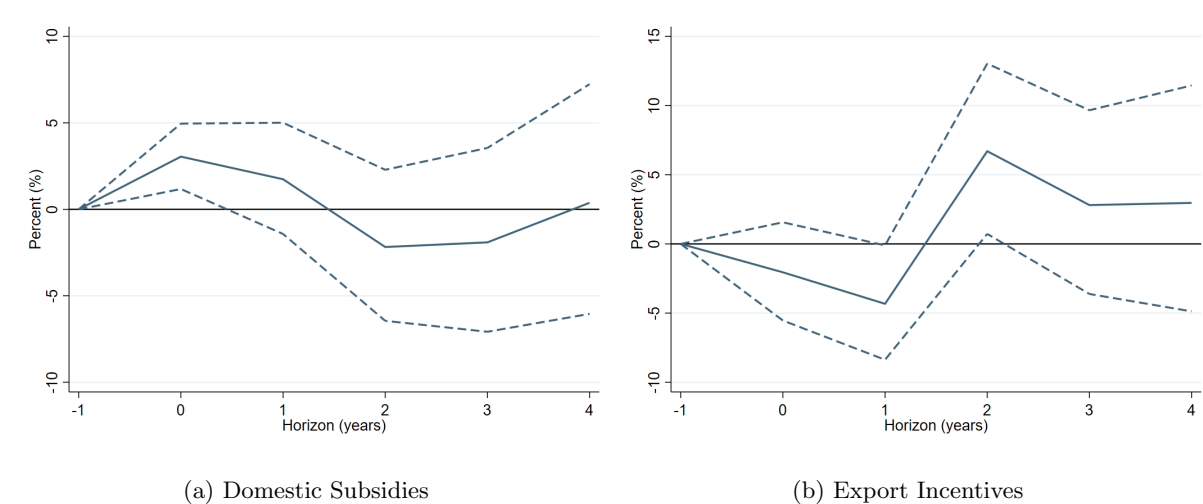 10
5
0
-5
-10
Percent (%)
-1 0 1 2 3 4
Horizon (years)
(a) Domestic Subsidies
15
10
5
0
-5
-10
Percent (%)
-1 0 1 2 3 4
Horizon (years)
(b) Export Incentives